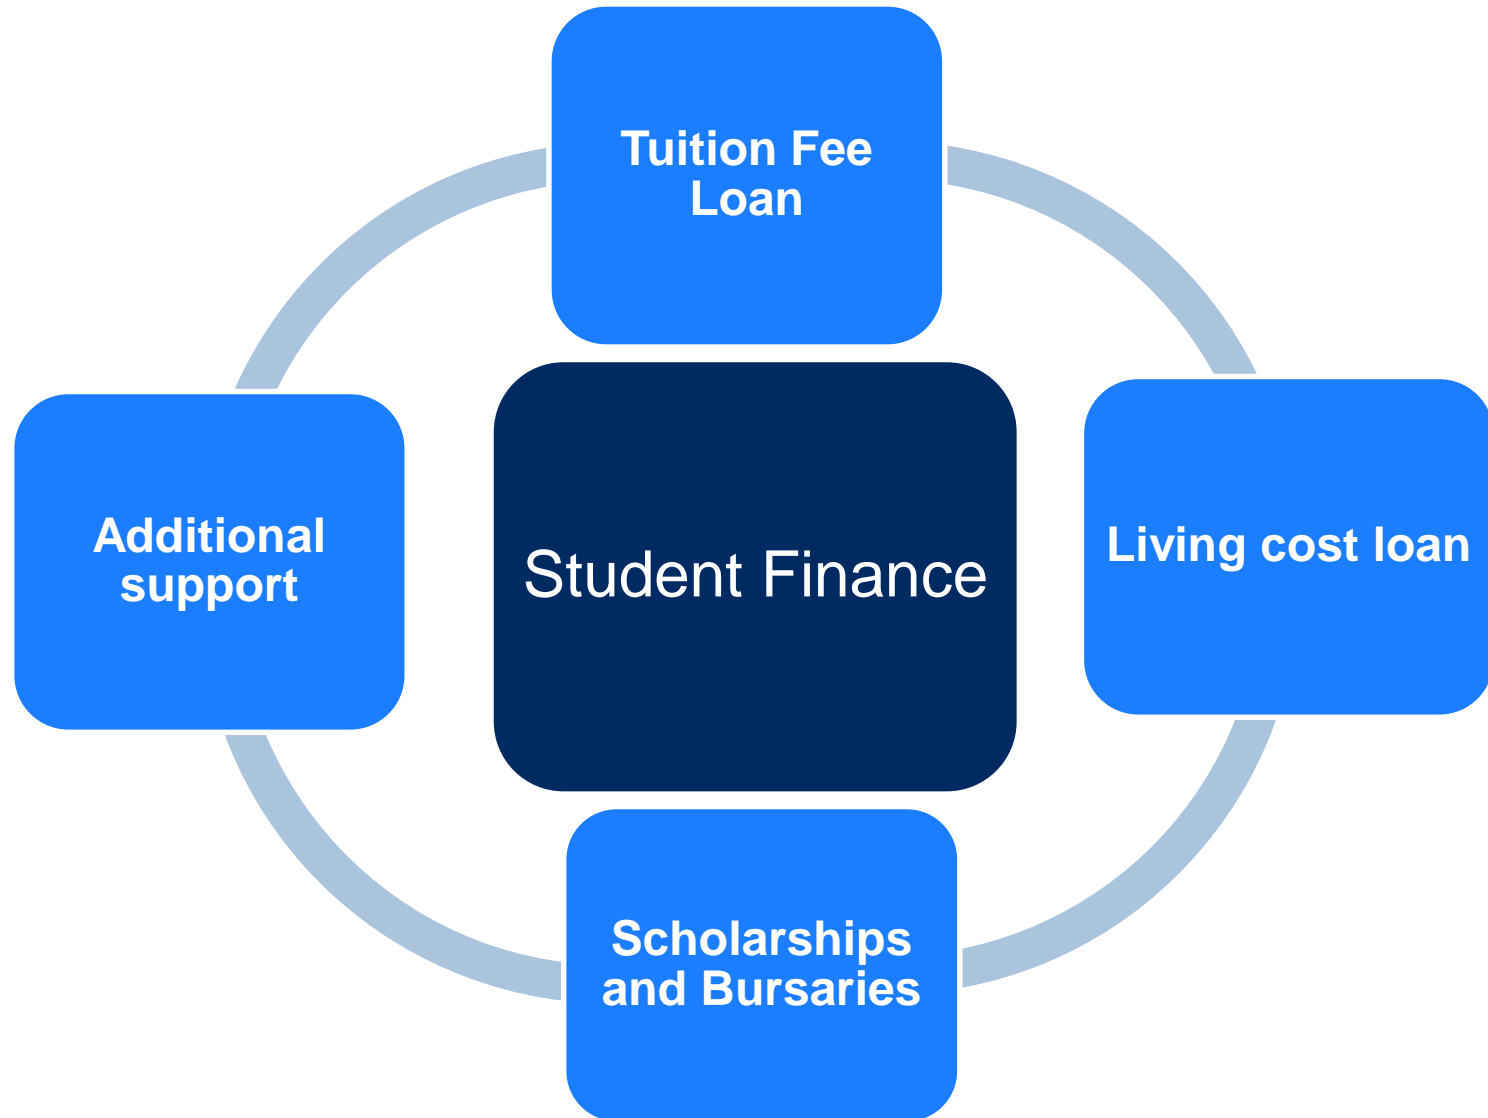 Tuition Fee
Loan
Additional
support
Student Finance
Living cost loan
Scholarships
and Bursaries